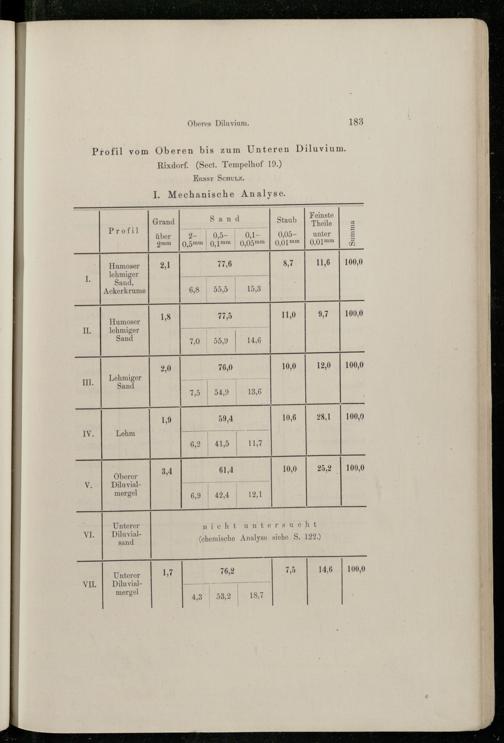 Oberes Diluvium. 183
Profil vom Oberen bis zum Unteren Diluvium.
Rixdorf. (Sect. Tempelhof 19.)
Ernst Schulz.
I. Mechanische Analyse.
Profil Grand über 2mm Sand 2–0,5mm 0,5–0,1mm 0,1–0,05mm Staub 0,05–0,01mm Feinste Theile unter 0,01mm Summa
I. Humoser lehmiger Sand, Ackerkrume 2,1 77,6 8,7 11,6 100,0
6,8 55,5 15,3
II. Humoser lehmiger Sand 1,8 77,5 11,0 9,7 100,0
7,0 55,9 14,6
III. Lehmiger Sand 2,0 76,0 10,0 12,0 100,0
7,5 54,9 13,6
IV. Lehm 1,9 59,4 10,6 28,1 100,0
6,2 41,5 11,7
V. Oberer Diluvial-mergel 3,4 61,4 10,0 25,2 100,0
6,9 42,4 12,1
VI. Unterer Diluvial-sand nicht untersucht
(chemische Analyse siehe S. 122.)
VII. Unterer Diluvial-mergel 1,7 76,2 7,5 14,6 100,0
4,3 53,2 18,7